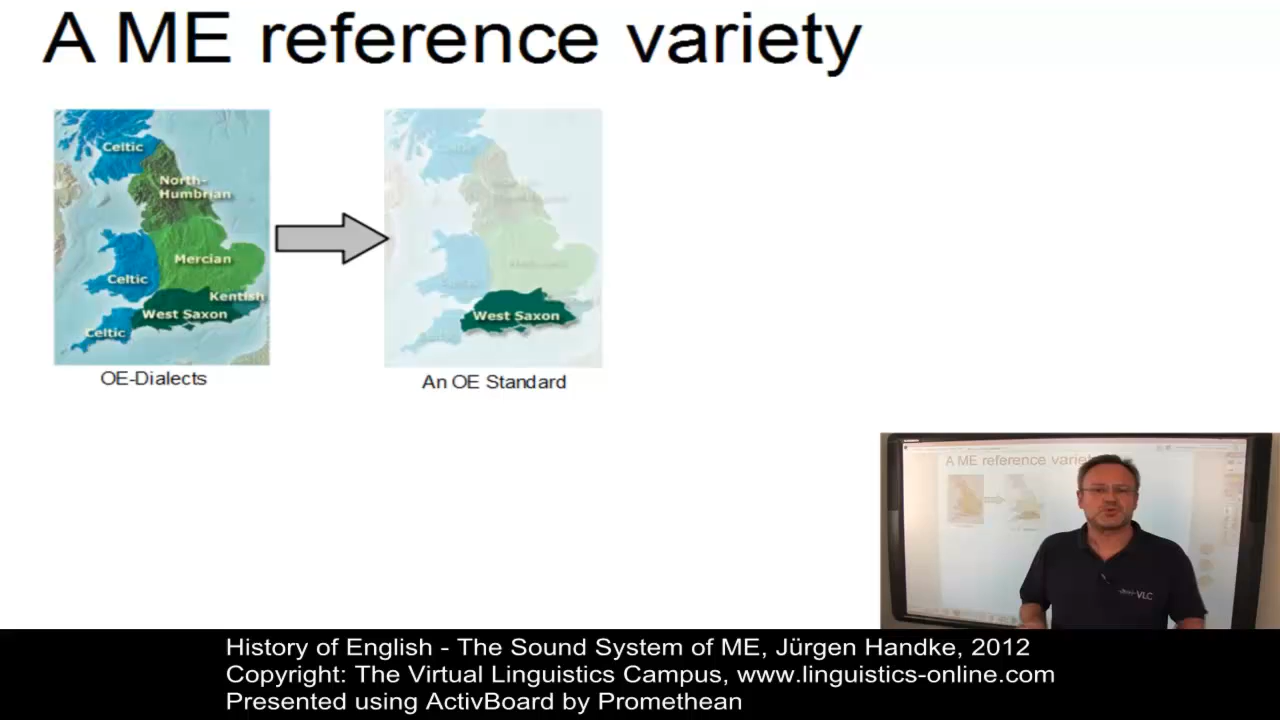 A ME reference variety
Celtic
North-
Humbrian
Mercian
Celtic
Kentish
West Saxon
Celtic
OE-Dialects
West Saxon
An OE Standard
A ME reference variety
VLC
History of English - The Sound System of ME, Jürgen Handke, 2012
Copyright: The Virtual Linguistics Campus, www.linguistics-online.com
Presented using ActivBoard by Promethean